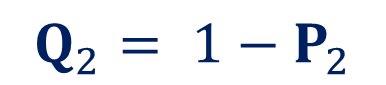 Q₂ = 1 − P₂